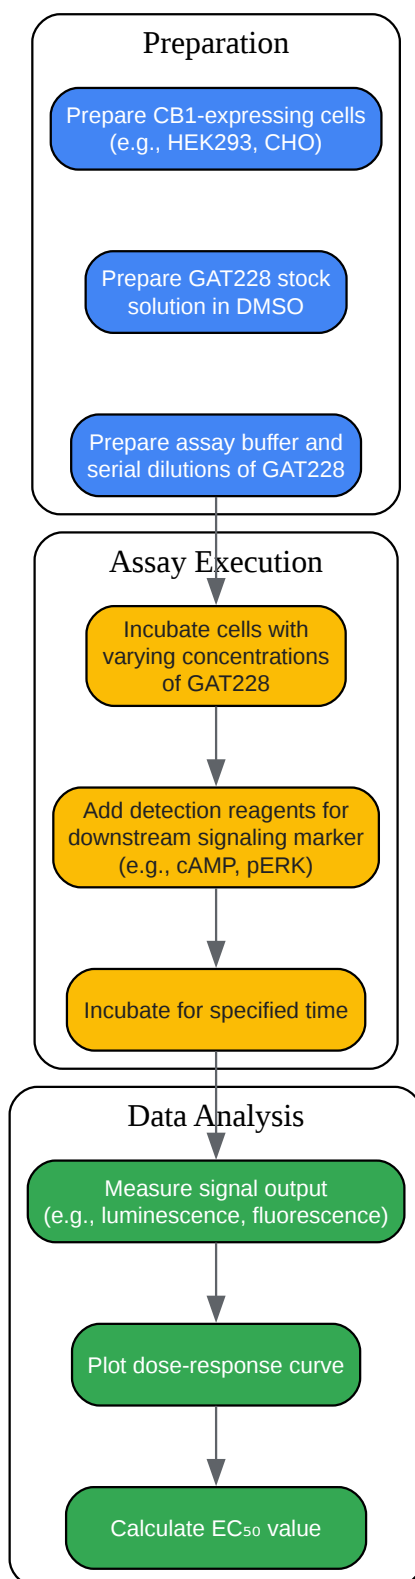 Preparation
Prepare CB1-expressing cells
(e.g., HEK293, CHO)
Prepare GAT228 stock
solution in DMSO
Prepare assay buffer and
serial dilutions of GAT228
Assay Execution
Incubate cells with
varying concentrations
of GAT228
Add detection reagents for
downstream signaling marker
(e.g., cAMP, pERK)
Incubate for specified time
Data Analysis
Measure signal output
(e.g., luminescence, fluorescence)
Plot dose-response curve
Calculate EC₅₀ value